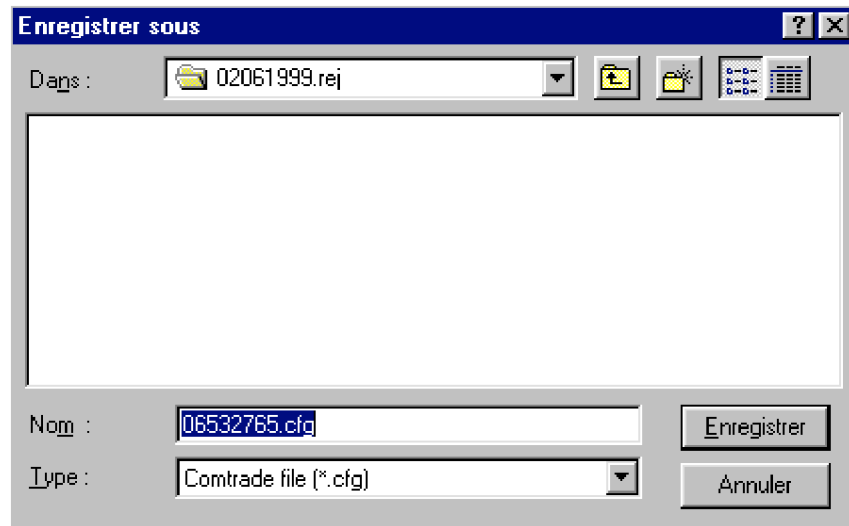 Enregistrer sous
Dans : 02061999.rej
Nom : 06532765.cfg Enregistrer
Type : Comtrade file (*.cfg) Annuler